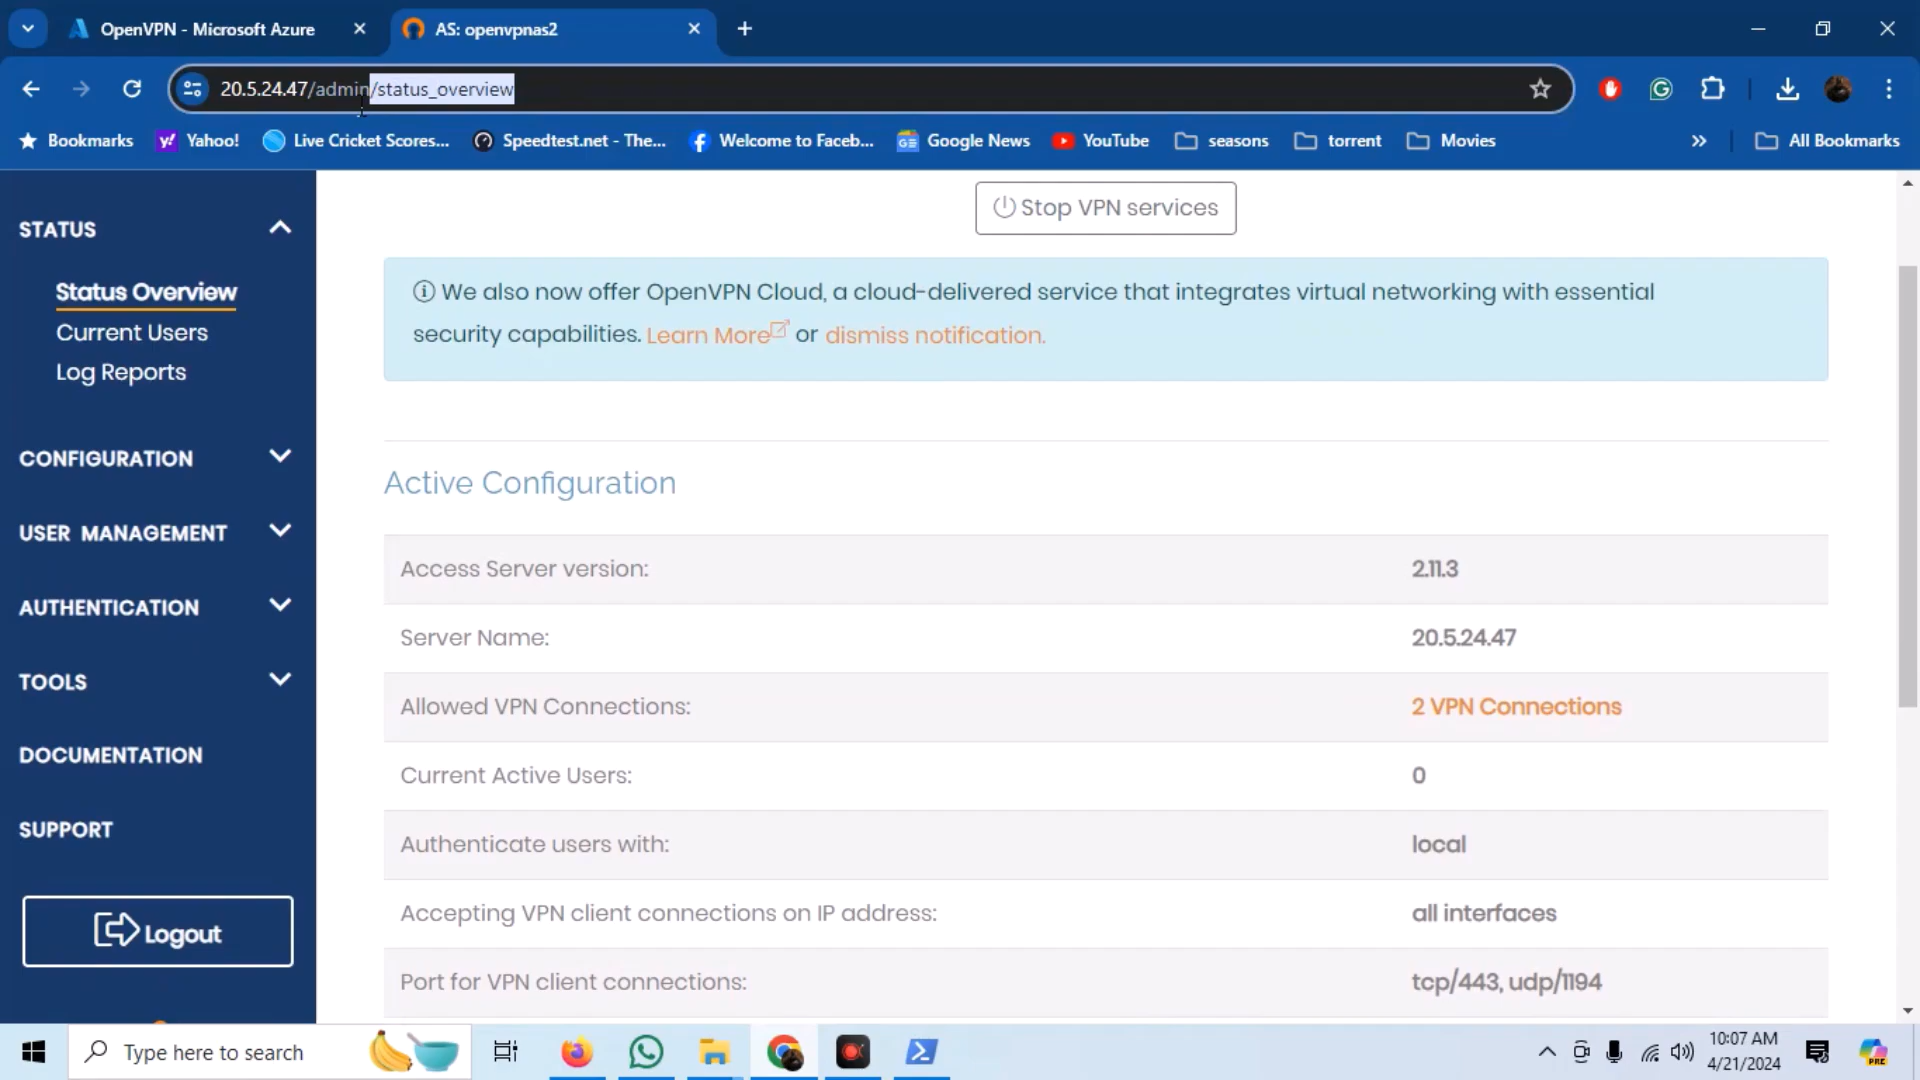 OpenVPN - Microsoft Azure
AS: openvpnas2
20.5.24.47/admin/status_overview
Bookmarks
Yahoo!
Live Cricket Scores...
Speedtest.net - The...
Welcome to Faceb...
Google News
YouTube
seasons
torrent
Movies
All Bookmarks
STATUS
Status Overview
Current Users
Log Reports
CONFIGURATION
USER MANAGEMENT
AUTHENTICATION
TOOLS
DOCUMENTATION
SUPPORT
Logout
Stop VPN services
We also now offer OpenVPN Cloud, a cloud-delivered service that integrates virtual networking with essential
security capabilities. Learn More or dismiss notification.
Active Configuration
Access Server version: 2.11.3
Server Name: 20.5.24.47
Allowed VPN Connections: 2 VPN Connections
Current Active Users: 0
Authenticate users with: local
Accepting VPN client connections on IP address: all interfaces
Port for VPN client connections: tcp/443, udp/1194
Type here to search
10:07 AM
4/21/2024
PRE